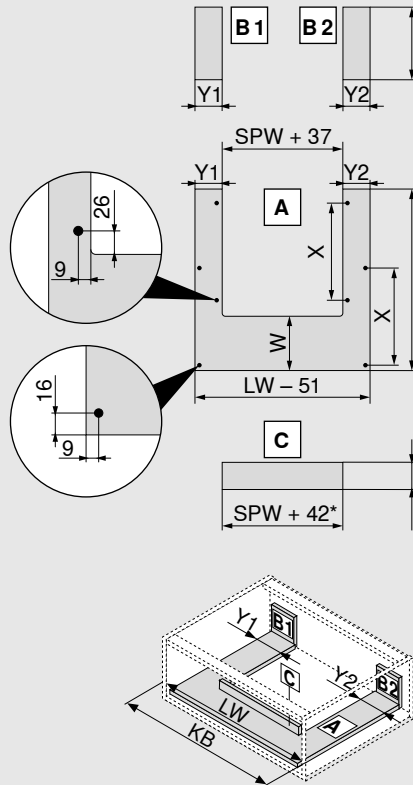 B1 B2
Y1 Y2
SPW + 37
Y1 Y2
A
26
9
X
X
W
16
9
LW – 51
C
SPW + 42*
Y1
B1
C
Y2
B2
LW
A
KB